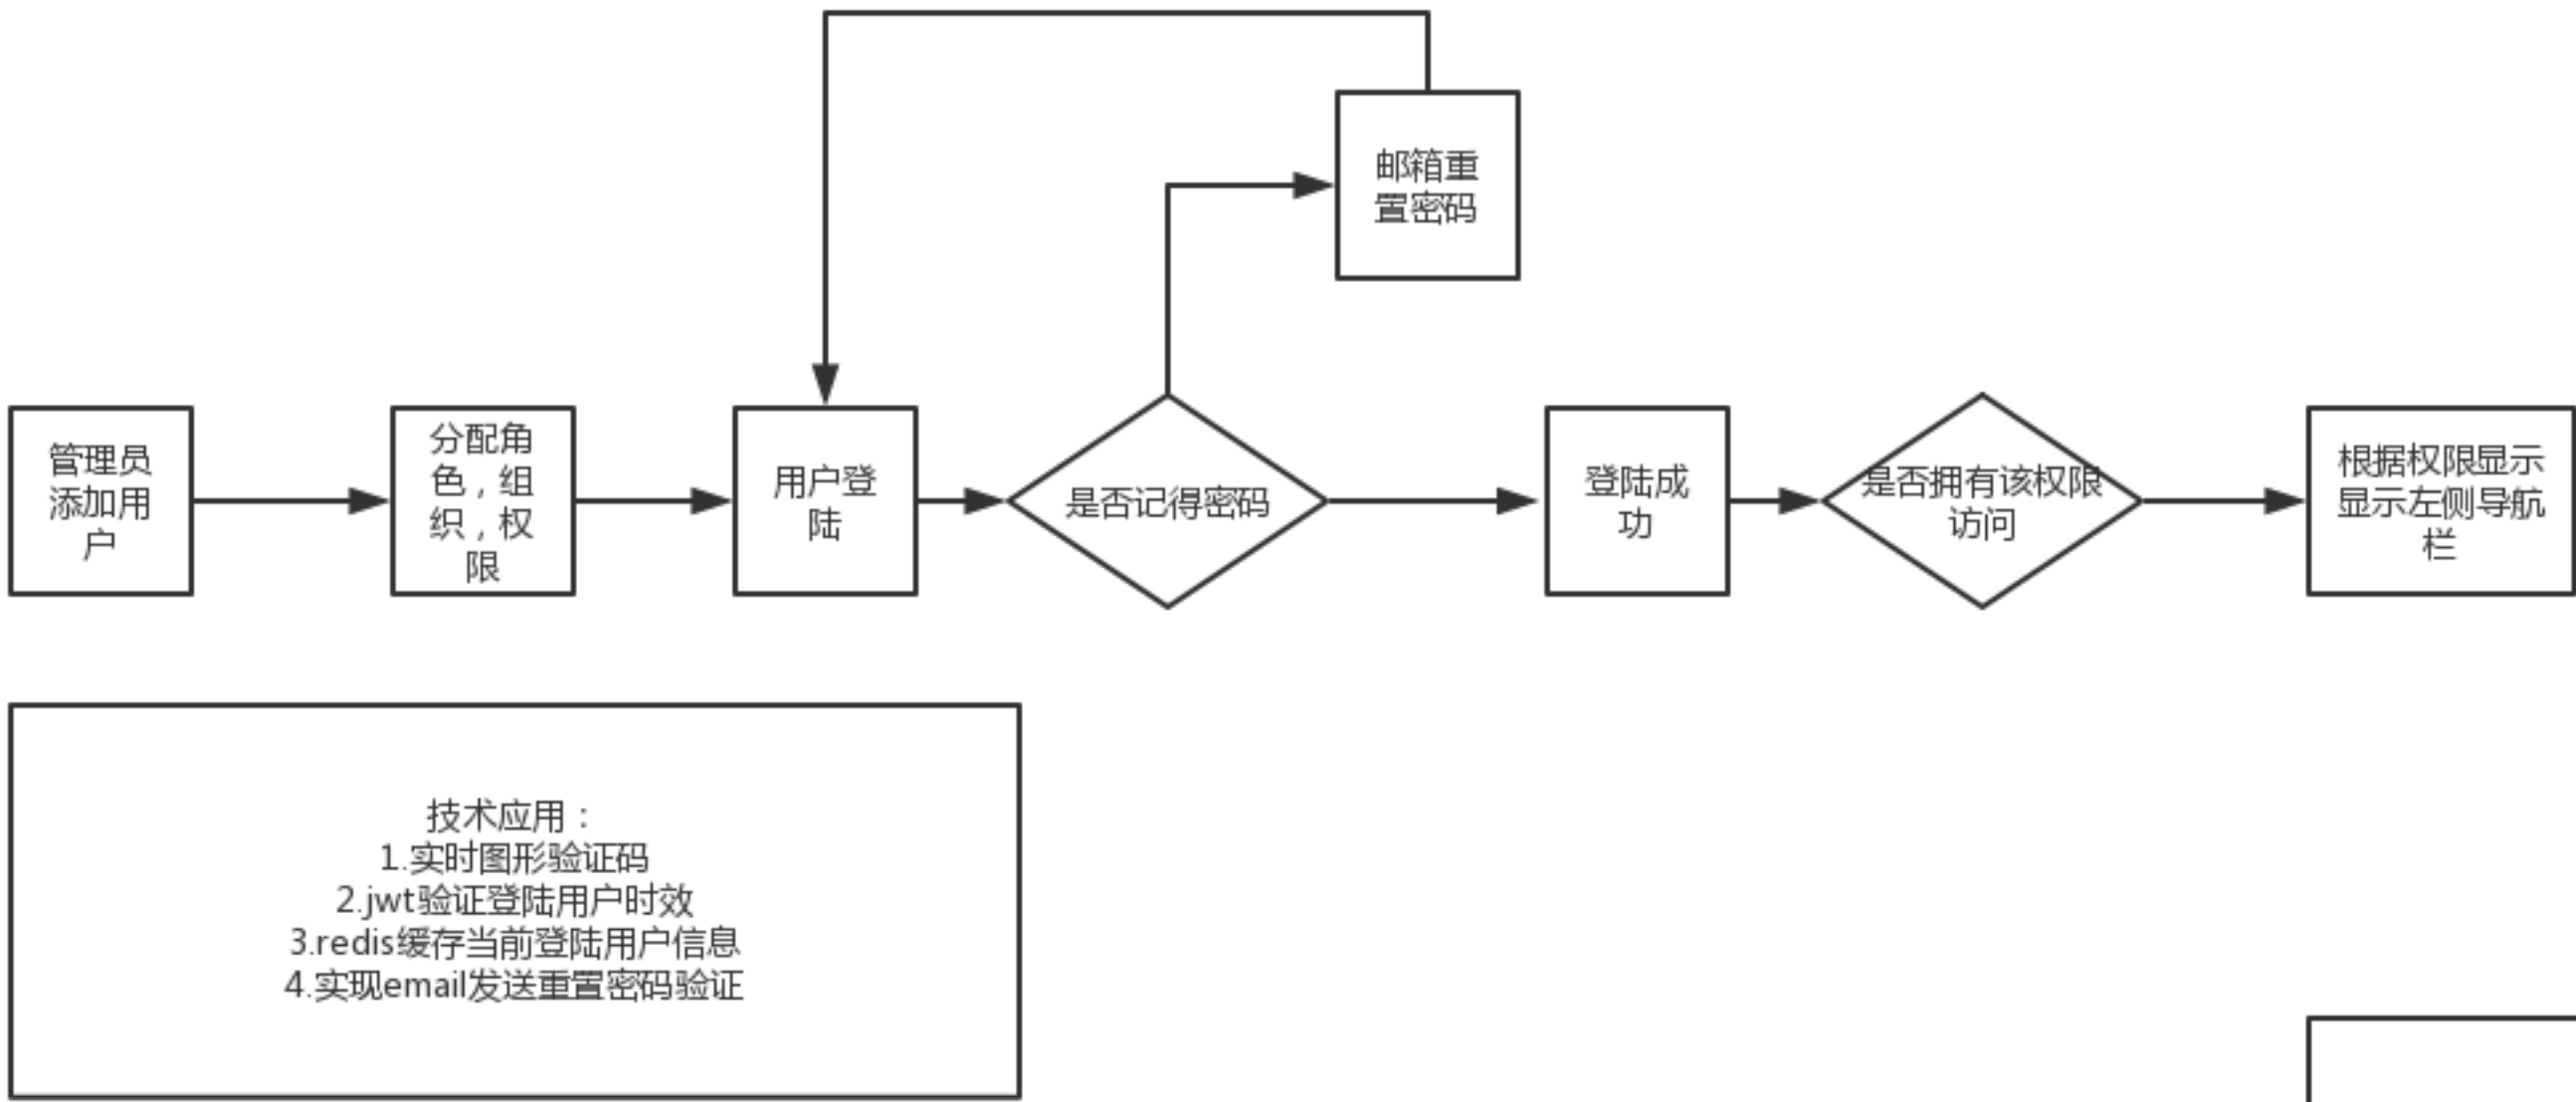 邮箱重
置密码
管理员
添加用
户
分配角
色，组
织，权
限
用户登
陆
是否记得密码
登陆成
功
是否拥有该权限
访问
根据权限显示
显示左侧导航
栏
技术应用：
1.实时图形验证码
2.jwt验证登陆用户时效
3.redis缓存当前登陆用户信息
4.实现email发送重置密码验证